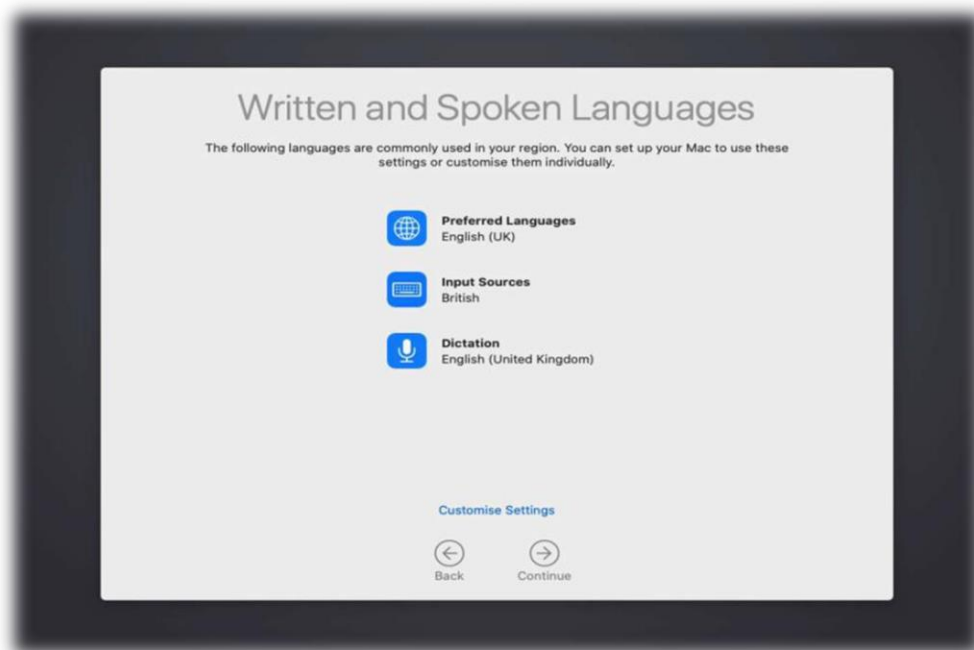 Written and Spoken Languages
The following languages are commonly used in your region. You can set up your Mac to use these
settings or customise them individually.
Preferred Languages
English (UK)
Input Sources
British
Dictation
English (United Kingdom)
Customise Settings
Back
Continue